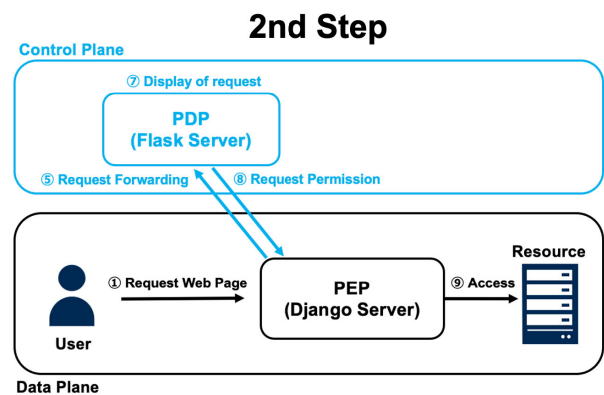 2nd Step
Control Plane
⑦ Display of request
PDP
(Flask Server)
⑤ Request Forwarding
⑧ Request Permission
Resource
① Request Web Page
PEP
(Django Server)
⑨ Access
User
Data Plane